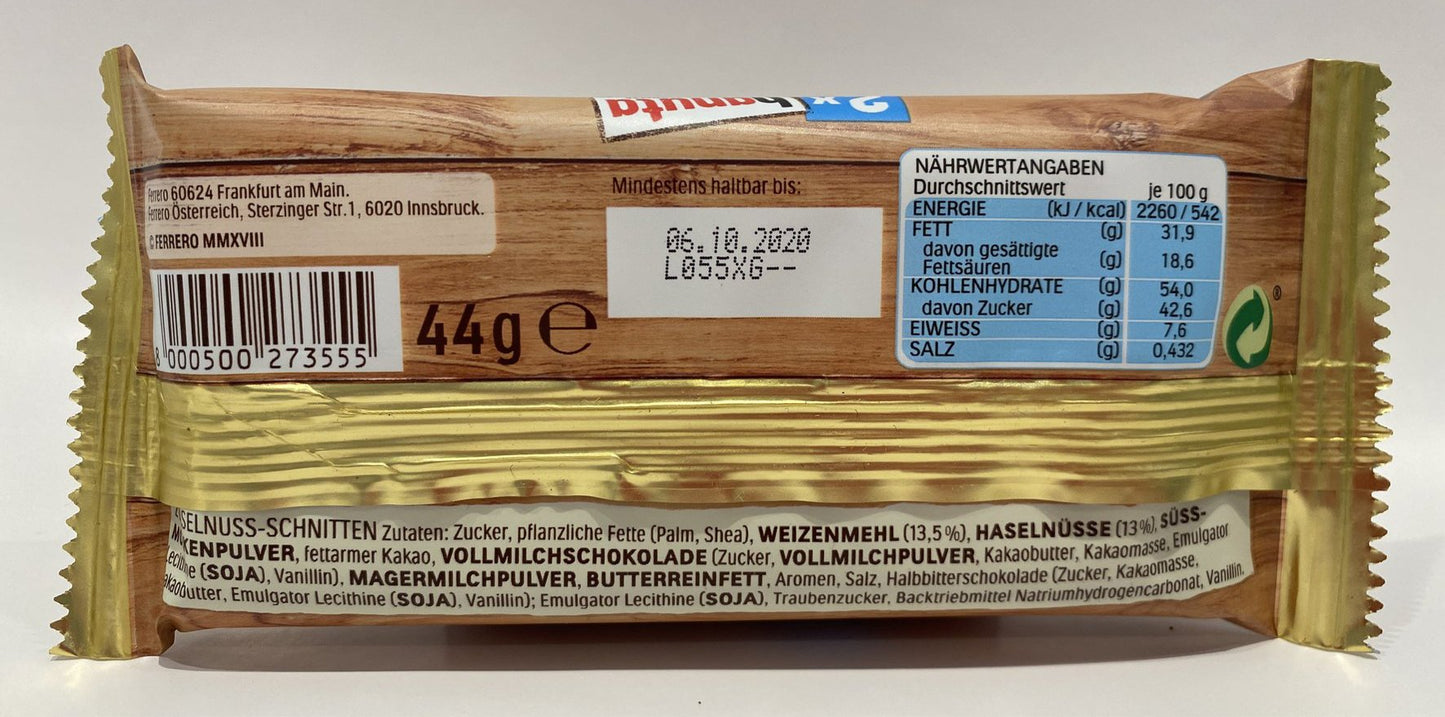 2x hanuta
Ferrero 60624 Frankfurt am Main.
Ferrero Österreich, Sterzinger Str.1, 6020 Innsbruck.
© FERRERO MMXVIII
8 000500 273555
44g ℮
Mindestens haltbar bis:
06.10.2020
L055XG--
NÄHRWERTANGABEN
Durchschnittswert je 100 g
ENERGIE (kJ / kcal) 2260 / 542
FETT (g) 31,9
davon gesättigte
Fettsäuren (g) 18,6
KOHLENHYDRATE (g) 54,0
davon Zucker (g) 42,6
EIWEISS (g) 7,6
SALZ (g) 0,432
®
SELNUSS-SCHNITTEN Zutaten: Zucker, pflanzliche Fette (Palm, Shea), WEIZENMEHL (13,5%), HASELNÜSSE (13%), SÜSS-
KENPULVER, fettarmer Kakao, VOLLMILCHSCHOKOLADE (Zucker, VOLLMILCHPULVER, Kakaobutter, Kakaomasse, Emulgator
Lecithine (SOJA), Vanillin), MAGERMILCHPULVER, BUTTERREINFETT, Aromen, Salz, Halbbitterschokolade (Zucker, Kakaomasse,
akaobutter, Emulgator Lecithine (SOJA), Vanillin); Emulgator Lecithine (SOJA), Traubenzucker, Backtriebmittel Natriumhydrogencarbonat, Vanillin.